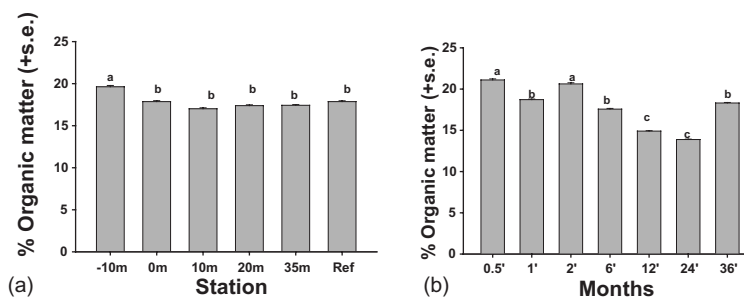 % Organic matter (+s.e.)
25
20
15
10
5
0
a
b
b
b
b
b
-10m 0m 10m 20m 35m Ref
Station
(a)
% Organic matter (+s.e.)
25
20
15
10
5
0
a
b
a
b
c
c
b
0.5' 1' 2' 6' 12' 24' 36'
Months
(b)